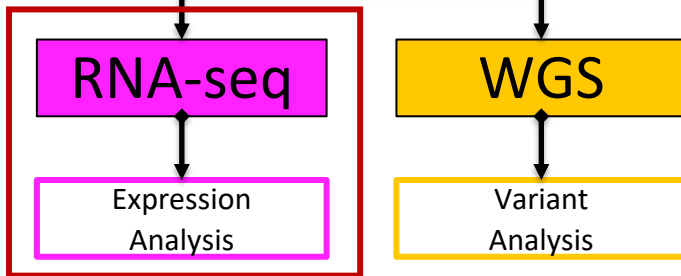 RNA-seq
WGS
Expression
Analysis
Variant
Analysis